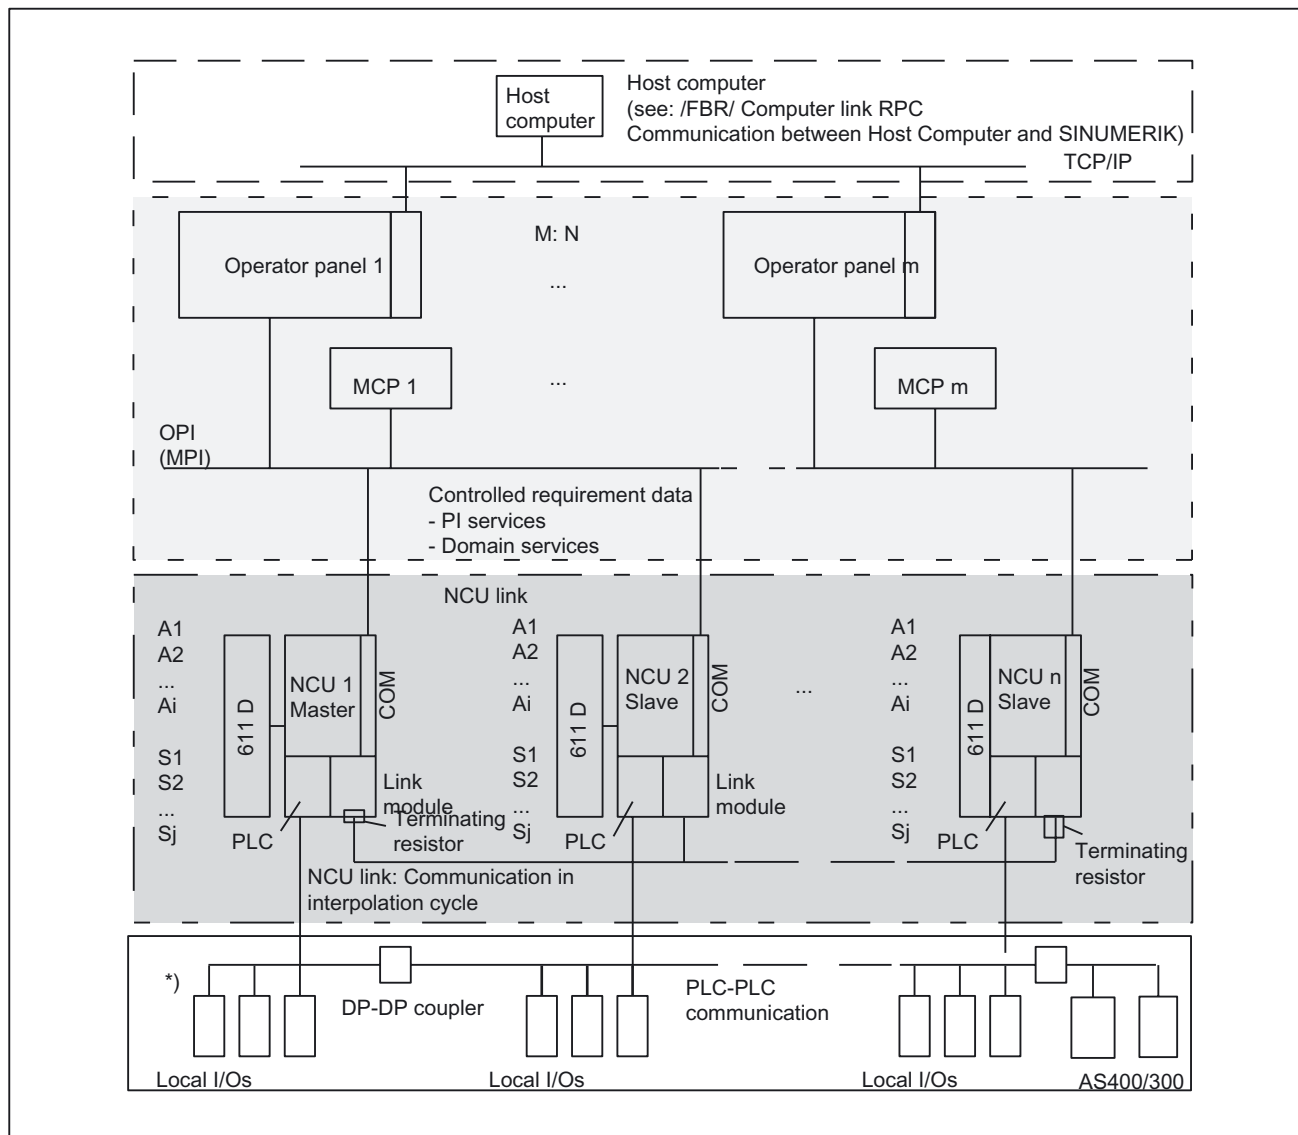 Host
computer
Host computer
(see: /FBR/ Computer link RPC
Communication between Host Computer and SINUMERIK)
TCP/IP
Operator panel 1
M: N
...
Operator panel m
MCP 1
...
MCP m
OPI
(MPI)
Controlled requirement data
- PI services
- Domain services
NCU link
A1
A2
...
Ai
S1
S2
...
Sj
611 D
NCU 1
Master
COM
PLC
Link
module
Terminating
resistor
A1
A2
...
Ai
S1
S2
...
Sj
611 D
NCU 2
Slave
COM
PLC
Link
module
...
A1
A2
...
Ai
S1
S2
...
Sj
611 D
NCU n
Slave
COM
PLC
Terminating
resistor
NCU link: Communication in
interpolation cycle
*)
DP-DP coupler
PLC-PLC
communication
Local I/Os
Local I/Os
Local I/Os
AS400/300